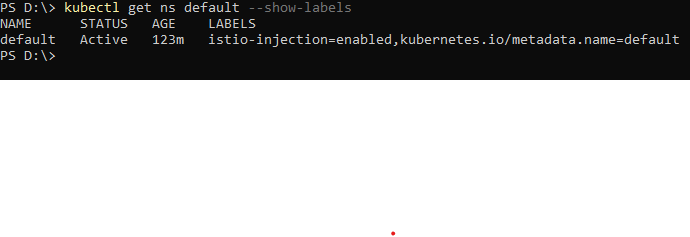 PS D:\> kubectl get ns default --show-labels
NAME STATUS AGE LABELS
default Active 123m istio-injection=enabled,kubernetes.io/metadata.name=default
PS D:\>